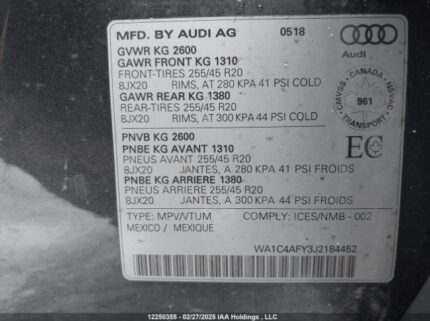 MFD. BY AUDI AG 0518
Audi
GVWR KG 2600
GAWR FRONT KG 1310
FRONT-TIRES 255/45 R20
8JX20 RIMS, AT 280 KPA 41 PSI COLD
GAWR REAR KG 1380
REAR-TIRES 255/45 R20
8JX20 RIMS, AT 300 KPA 44 PSI COLD
CMVSS - CANADA - NSVAC
961
TRANSPORT
PNVB KG 2600
PNBE KG AVANT 1310
PNEUS AVANT 255/45 R20
8JX20 JANTES, A 280 KPA 41 PSI FROIDS
PNBE KG ARRIERE 1380
PNEUS ARRIERE 255/45 R20
8JX20 JANTES, A 300 KPA 44 PSI FROIDS
EC
TYPE: MPV/VTUM COMPLY: ICES/NMB - 002
MEXICO / MEXIQUE
WA1C4AFY3J2184452
12250355 - 02/27/2025 IAA Holdings , LLC